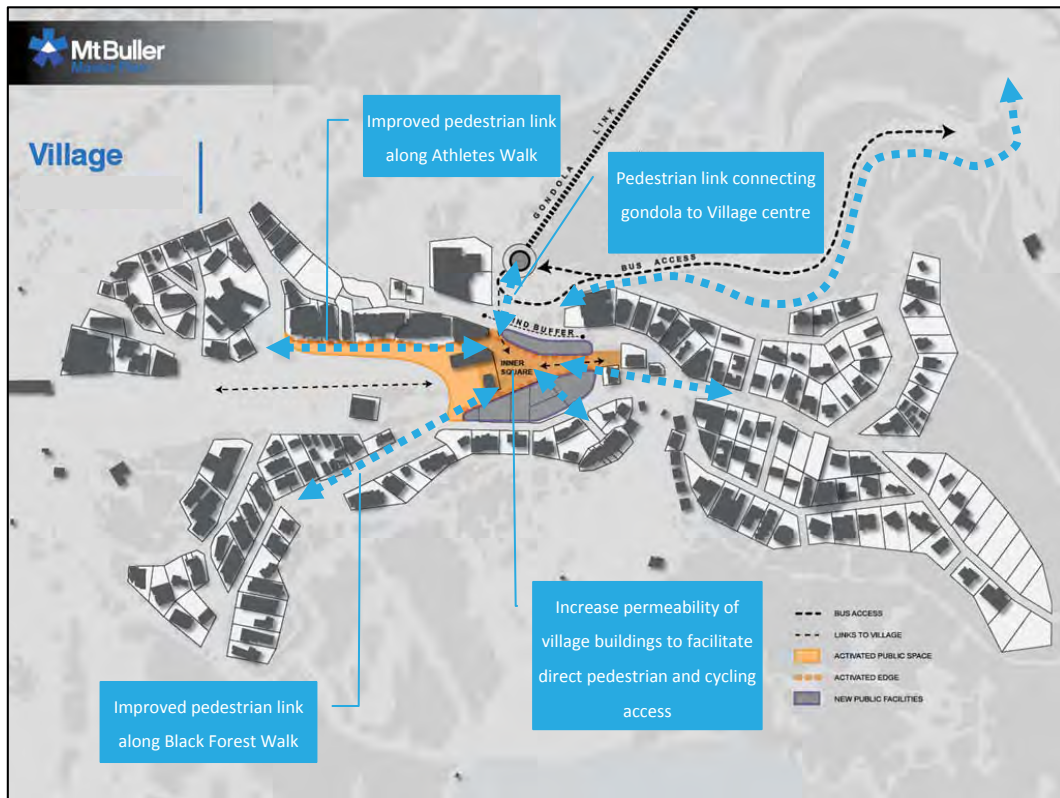 MtBuller
Master Plan
Village
Improved pedestrian link
along Athletes Walk
GONDOLA LINK
Pedestrian link connecting
gondola to Village centre
BUS ACCESS
WIND BUFFER
INNER
SQUARE
Increase permeability of
village buildings to facilitate
direct pedestrian and cycling
access
Improved pedestrian link
along Black Forest Walk
BUS ACCESS
LINKS TO VILLAGE
ACTIVATED PUBLIC SPACE
ACTIVATED EDGE
NEW PUBLIC FACILITIES